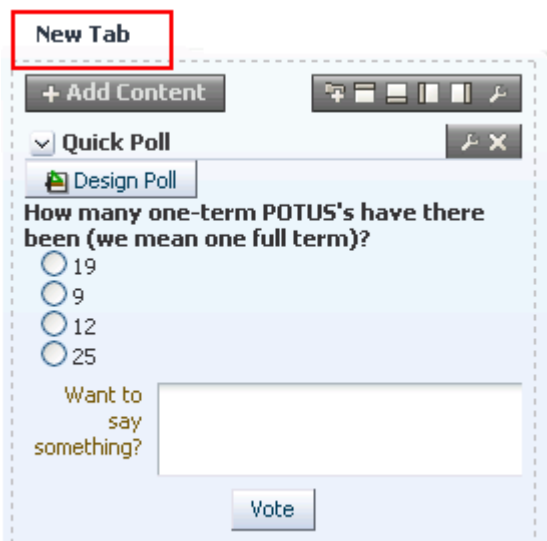 New Tab
+ Add Content
Quick Poll
Design Poll
How many one-term POTUS's have there
been (we mean one full term)?
19
9
12
25
Want to
say
something?
Vote